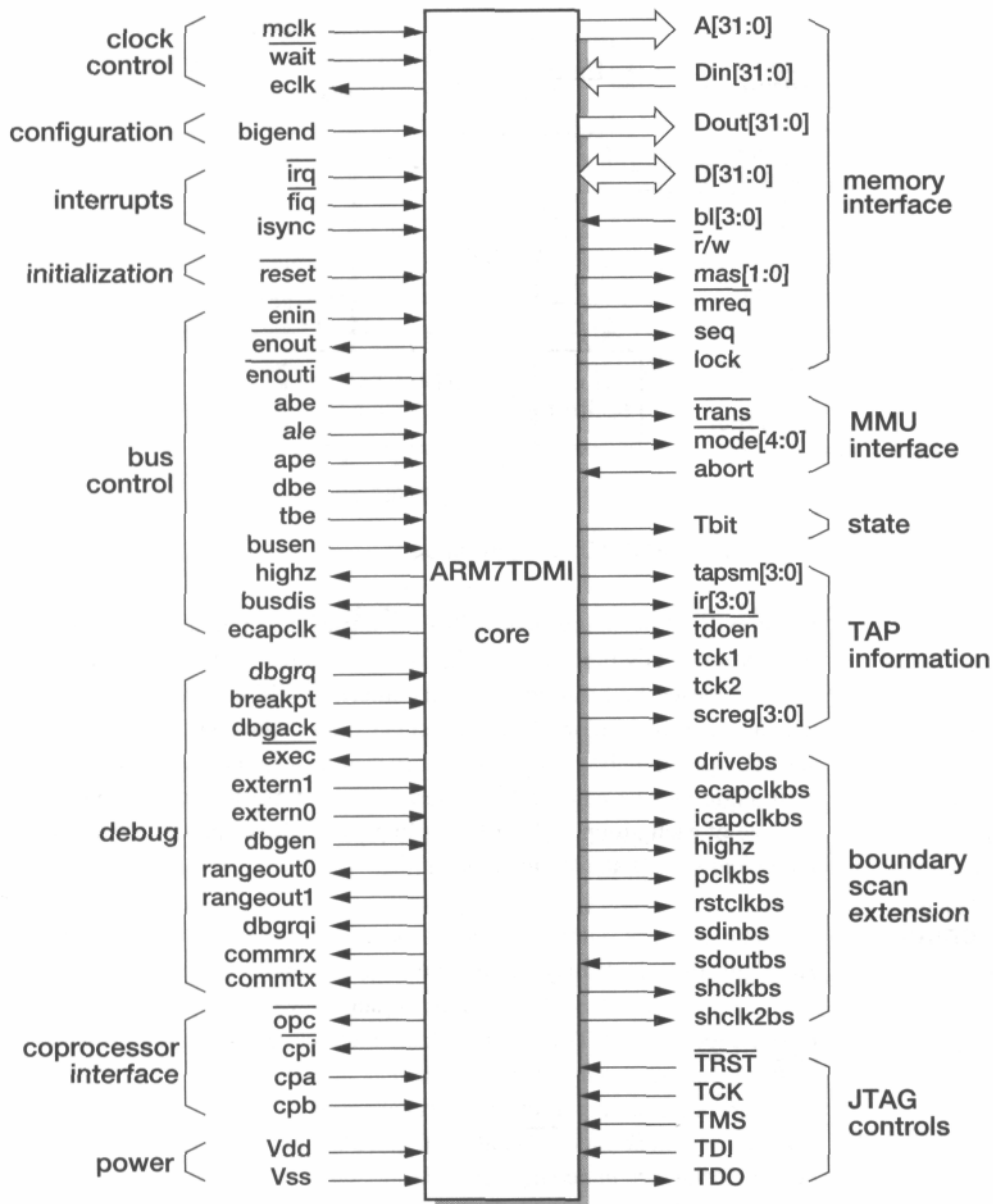 clock
control
mclk
wait
eclk
configuration
bigend
interrupts
irq
fiq
isync
initialization
reset
bus
control
enin
enout
enouti
abe
ale
ape
dbe
tbe
busen
highz
busdis
ecapclk
debug
dbgrq
breakpt
dbgack
exec
extern1
extern0
dbgen
rangeout0
rangeout1
dbgrqi
commrx
commtx
coprocessor
interface
opc
cpi
cpa
cpb
power
Vdd
Vss
ARM7TDMI
core
A[31:0]
Din[31:0]
Dout[31:0]
D[31:0]
bl[3:0]
r/w
mas[1:0]
mreq
seq
lock
memory
interface
trans
mode[4:0]
abort
MMU
interface
Tbit
state
tapsm[3:0]
ir[3:0]
tdoen
tck1
tck2
screg[3:0]
TAP
information
drivebs
ecapclkbs
icapclkbs
highz
pclkbs
rstclkbs
sdinbs
sdoutbs
shclkbs
shclk2bs
boundary
scan
extension
TRST
TCK
TMS
TDI
TDO
JTAG
controls